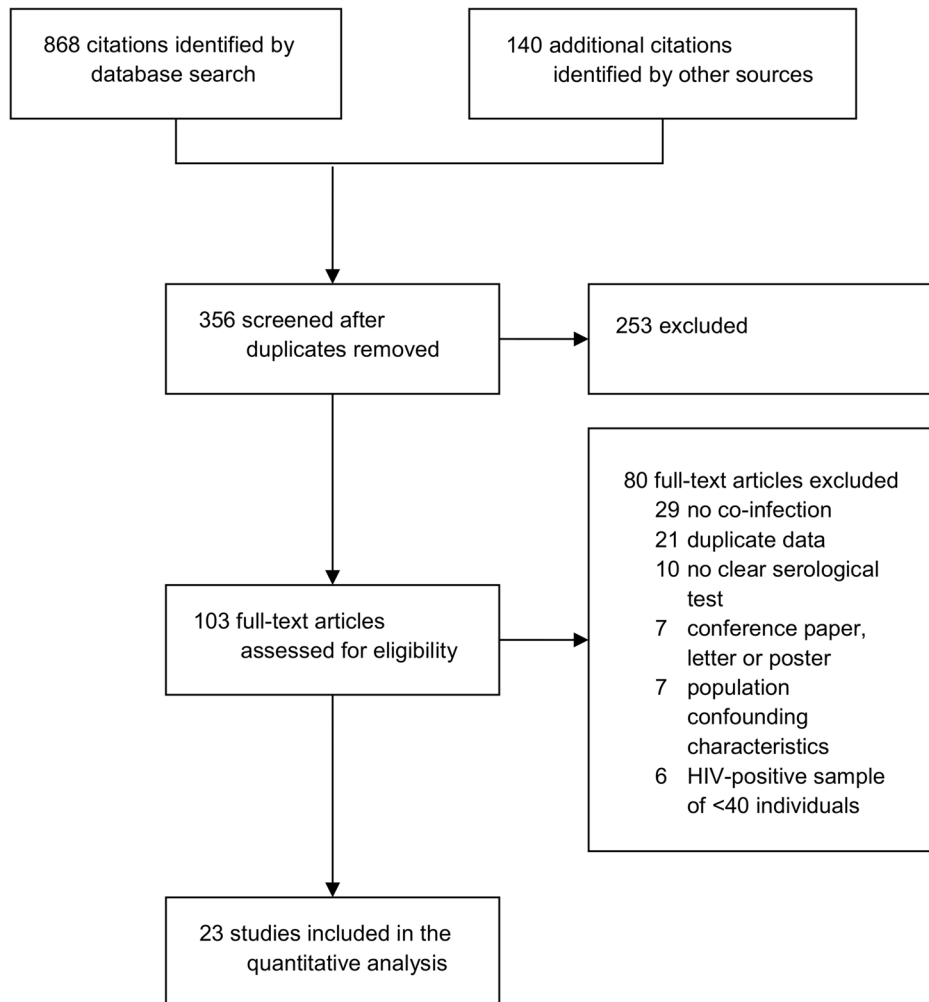 868 citations identified by
database search
140 additional citations
identified by other sources
356 screened after
duplicates removed
253 excluded
80 full-text articles excluded
29 no co-infection
21 duplicate data
10 no clear serological
test
7 conference paper,
letter or poster
7 population
confounding
characteristics
6 HIV-positive sample
of <40 individuals
103 full-text articles
assessed for eligibility
23 studies included in the
quantitative analysis